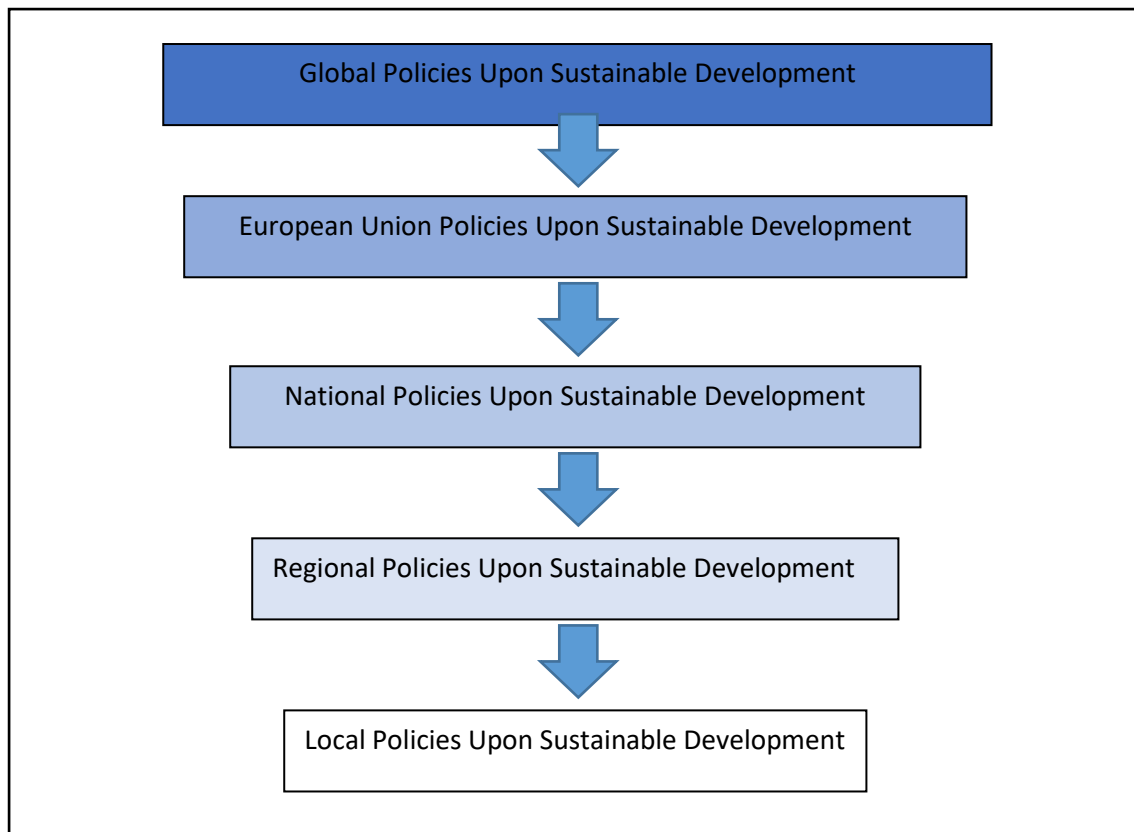 Global Policies Upon Sustainable Development
European Union Policies Upon Sustainable Development
National Policies Upon Sustainable Development
Regional Policies Upon Sustainable Development
Local Policies Upon Sustainable Development